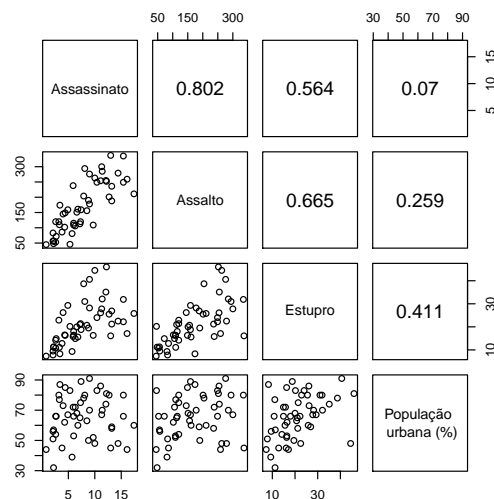 50 150 300
30 50 70 90
Assassinato
0.802
0.564
0.07
5 10 15
50 150 300
Assalto
0.665
0.259
Estupro
0.411
10 30
30 50 70 90
População
urbana (%)
5 10 15
10 30